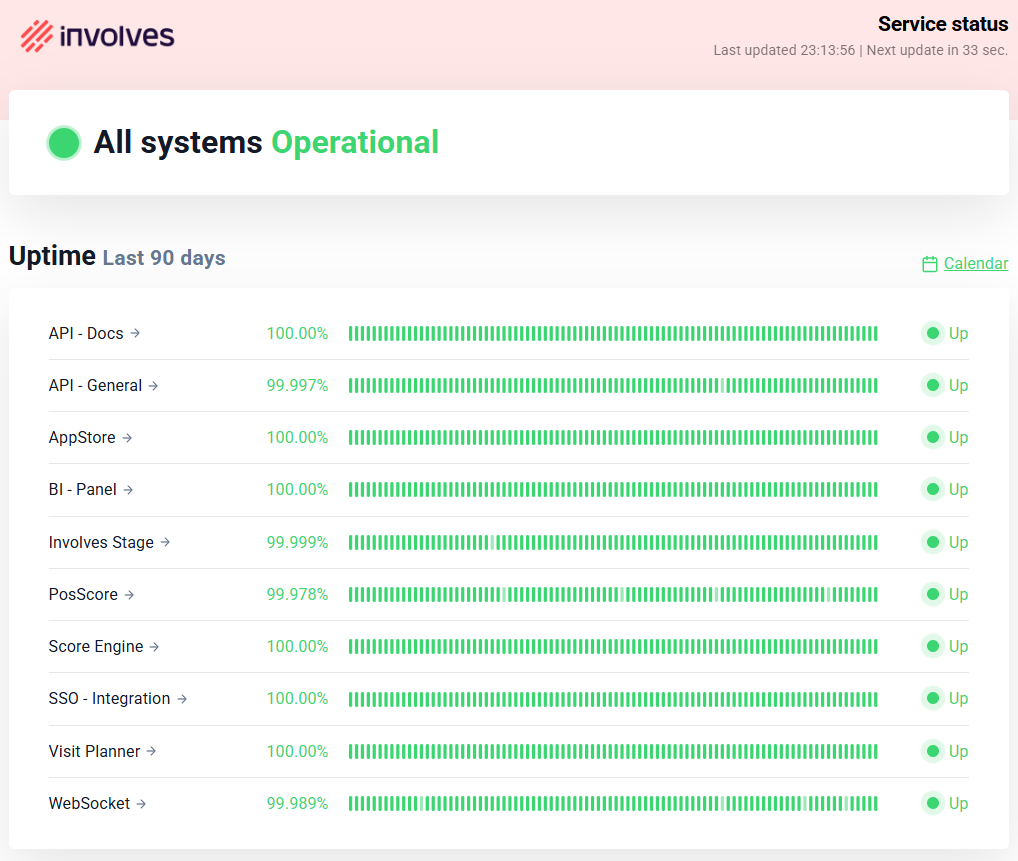 involves
Service status
Last updated 23:13:56 | Next update in 33 sec.
All systems Operational
Uptime Last 90 days
Calendar
API - Docs → 100.00% Up
API - General → 99.997% Up
AppStore → 100.00% Up
BI - Panel → 100.00% Up
Involves Stage → 99.999% Up
PosScore → 99.978% Up
Score Engine → 100.00% Up
SSO - Integration → 100.00% Up
Visit Planner → 100.00% Up
WebSocket → 99.989% Up